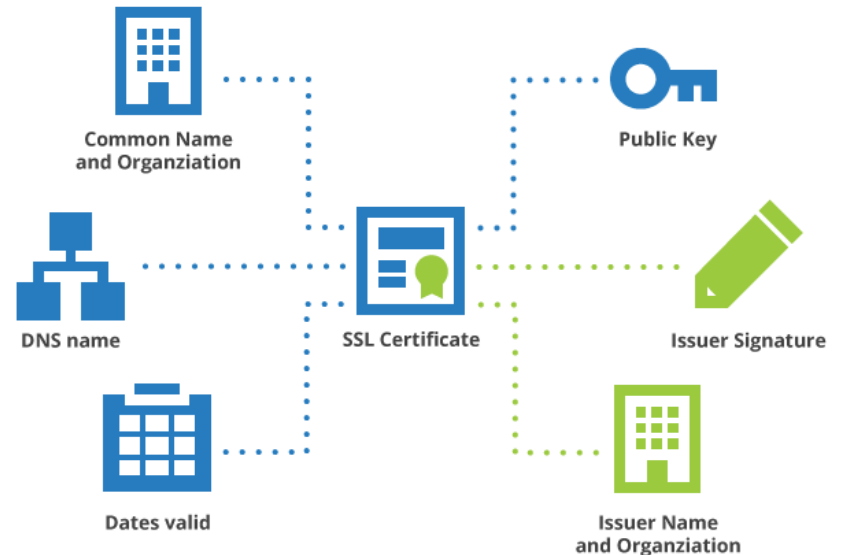 Common Name
and Organziation
Public Key
DNS name
SSL Certificate
Issuer Signature
Dates valid
Issuer Name
and Organziation